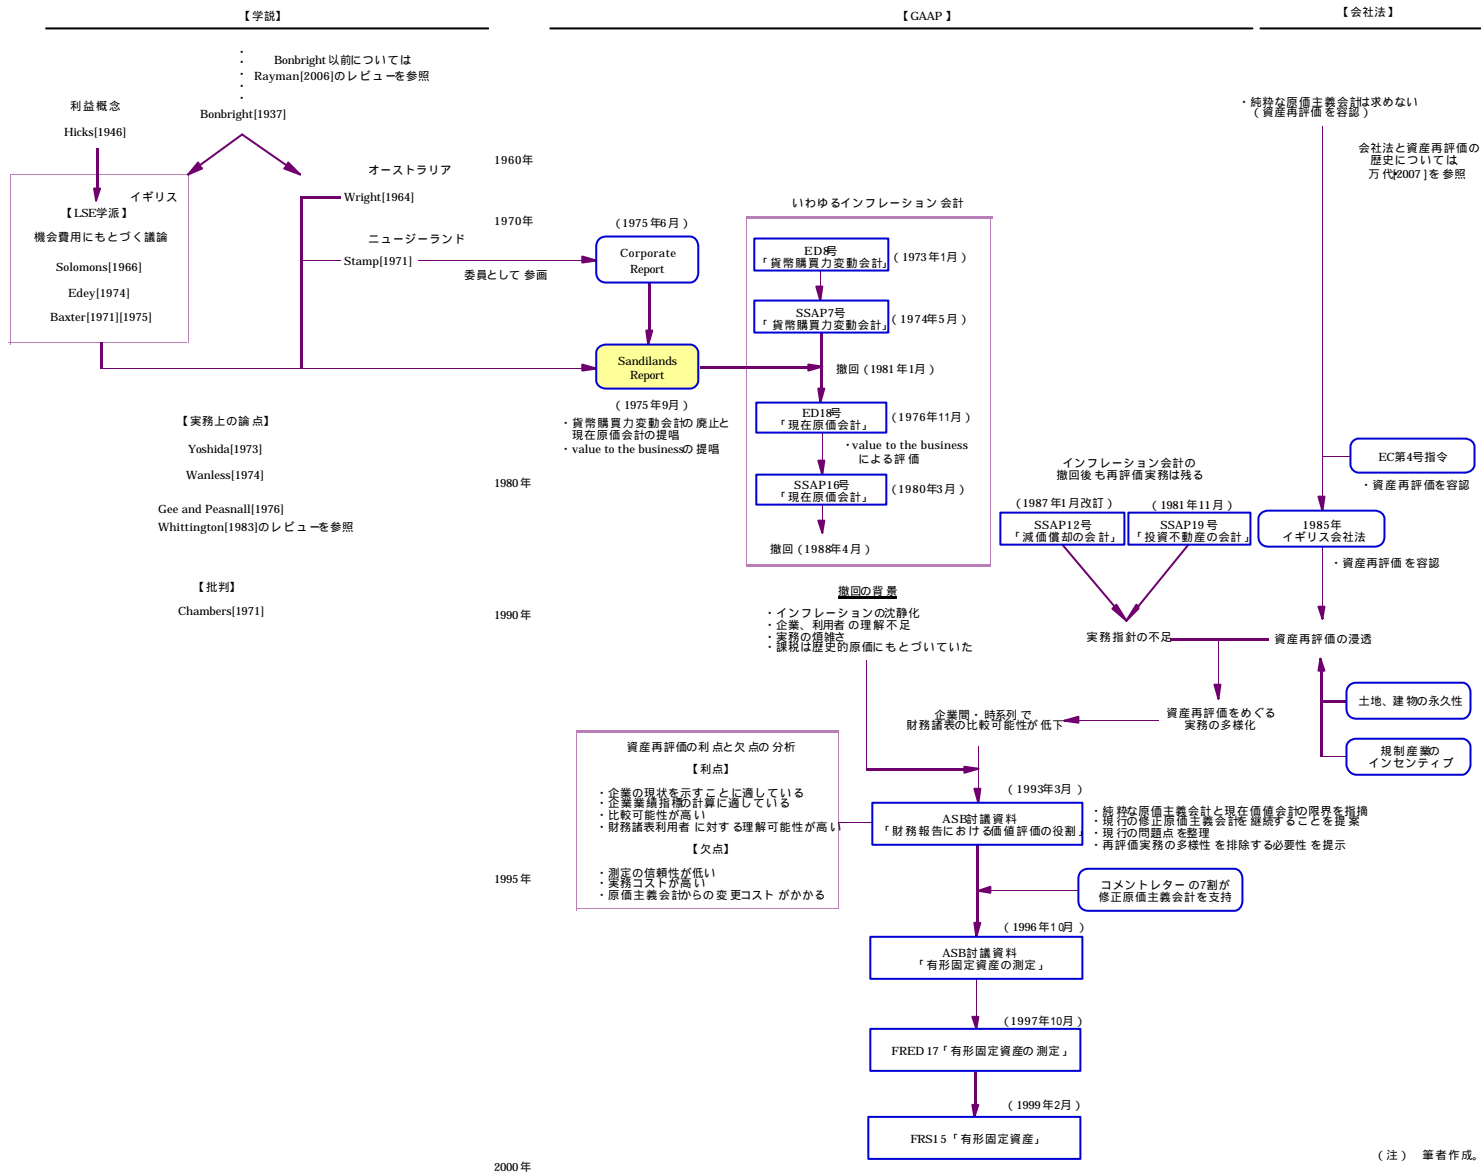 【学説】
・
・
・
・
・
Bonbright以前については
Rayman[2006]のレビューを参照
利益概念
Hicks[1946]
Bonbright[1937]
イギリス
【LSE学派】
機会費用にもとづく議論
Solomons[1966]
Edey[1974]
Baxter[1971][1975]
オーストラリア
Wright[1964]
ニュージーランド
Stamp[1971]
委員として参画
【実務上の論点】
Yoshida[1973]
Wanless[1974]
Gee and Peasnall[1976]
Whittington[1983]のレビューを参照
【批判】
Chambers[1971]
1960年
1970年
1980年
1990年
1995年
2000年
【GAAP】
(1975年6月)
Corporate
Report
Sandilands
Report
(1975年9月)
・貨幣購買力変動会計の廃止と
現在原価会計の提唱
・value to the businessの提唱
いわゆるインフレーション会計
ED8号
「貨幣購買力変動会計」
(1973年1月)
SSAP7号
「貨幣購買力変動会計」
(1974年5月)
撤回(1981年1月)
ED18号
「現在原価会計」
(1976年11月)
・value to the business
による評価
SSAP16号
「現在原価会計」
(1980年3月)
撤回(1988年4月)
撤回の背景
・インフレーションの沈静化
・企業、利用者の理解不足
・実務の煩雑さ
・課税は歴史的原価にもとづいていた
インフレーション会計の
撤回後も再評価実務は残る
(1987年1月改訂)
SSAP12号
「減価償却の会計」
(1981年11月)
SSAP19号
「投資不動産の会計」
実務指針の不足
資産再評価をめぐる
実務の多様化
企業間・時系列で
財務諸表の比較可能性が低下
資産再評価の利点と欠点の分析
【利点】
・企業の現状を示すことに適している
・企業業績指標の計算に適している
・比較可能性が高い
・財務諸表利用者に対する理解可能性が高い
【欠点】
・測定の信頼性が低い
・実務コストが高い
・原価主義会計からの変更コストがかかる
(1993年3月)
ASB討議資料
「財務報告における価値評価の役割」
・純粋な原価主義会計と現在価値会計の限界を指摘
・現行の修正原価主義会計を継続することを提案
・現行の問題点を整理
・再評価実務の多様性を排除する必要性を提示
コメントレターの7割が
修正原価主義会計を支持
(1996年10月)
ASB討議資料
「有形固定資産の測定」
(1997年10月)
FRED17「有形固定資産の測定」
(1999年2月)
FRS15「有形固定資産」
【会社法】
・純粋な原価主義会計は求めない
(資産再評価を容認)
会社法と資産再評価の
歴史については
万代[2007]を参照
EC第4号指令
・資産再評価を容認
1985年
イギリス会社法
・資産再評価を容認
資産再評価の浸透
土地、建物の永久性
規制産業の
インセンティブ
(注) 筆者作成。